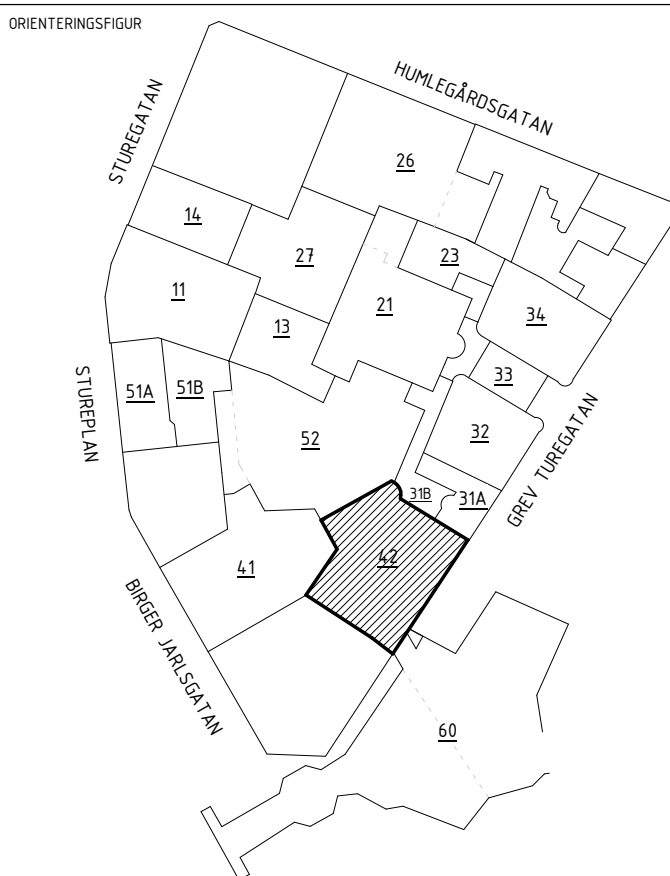 ORIENTERINGSFIGUR
HUMLEGÅRDSGATAN
STUREGATAN
26
14
23
27
11
21
34
13
33
51A
51B
STUREPLAN
32
52
GREV TUREGATAN
31B
31A
42
41
BIRGER JARLSGATAN
60